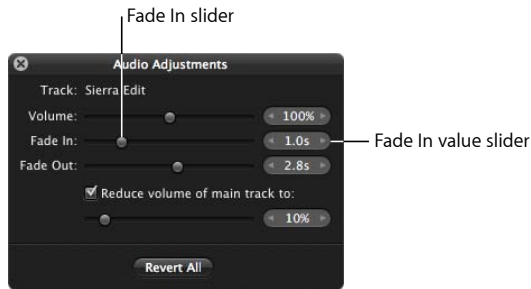 Fade In slider
Audio Adjustments
Track: Sierra Edit
Volume: 100%
Fade In: 1.0s Fade In value slider
Fade Out: 2.8s
Reduce volume of main track to:
10%
Revert All